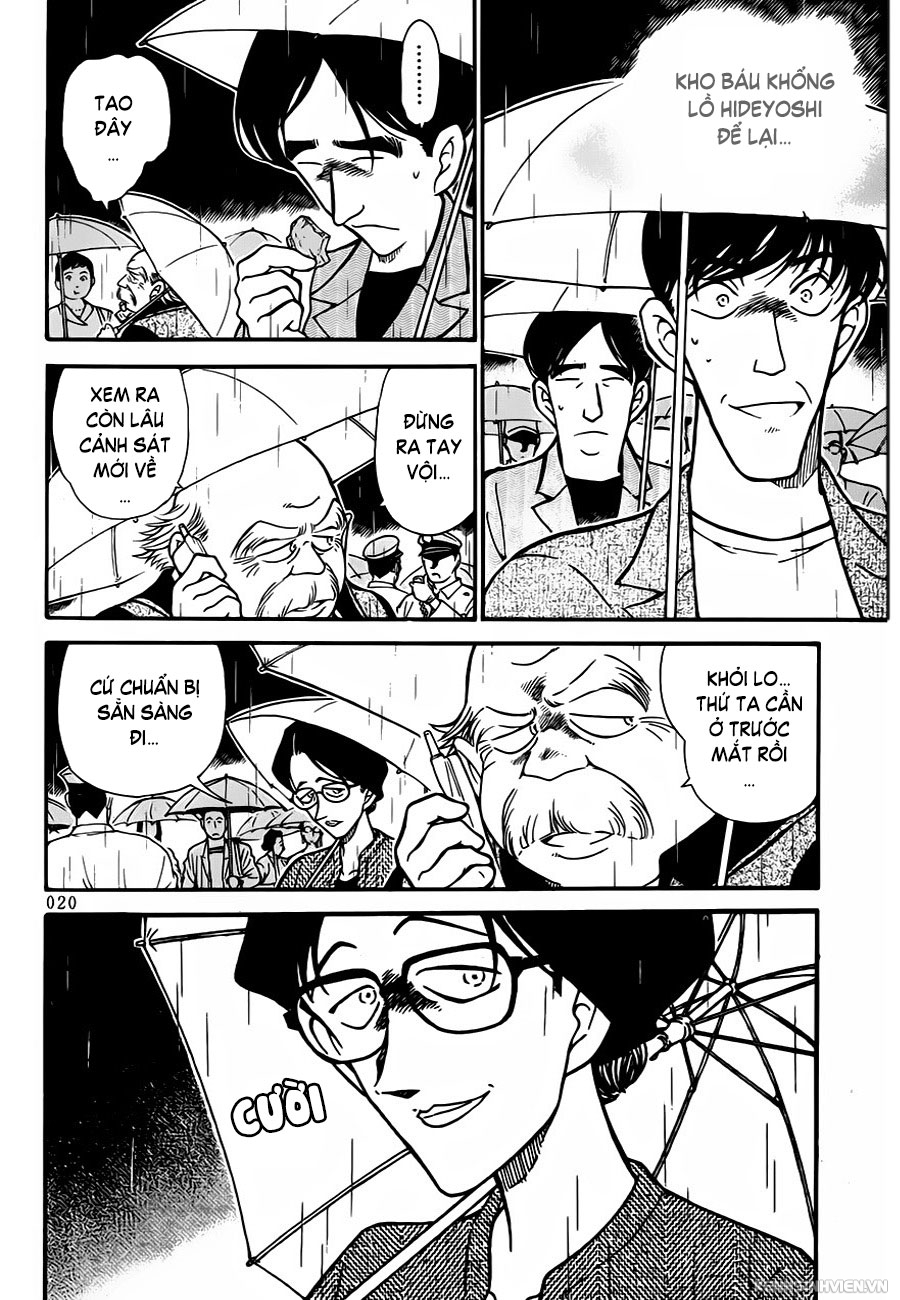 KHO BÁU KHỔNG
LỒ HIDEYOSHI
ĐỂ LẠI...
.........
TAO
ĐÂY
...
ĐỪNG
RA TAY
VỘI...
XEM RA
CÒN LÂU
CẢNH SÁT
MỚI VỀ
...
KHỎI LO...
THỨ TA CẦN
Ở TRƯỚC
MẮT RỒI
...
CỨ CHUẨN BỊ
SẴN SÀNG
ĐI...
020
CƯỜI